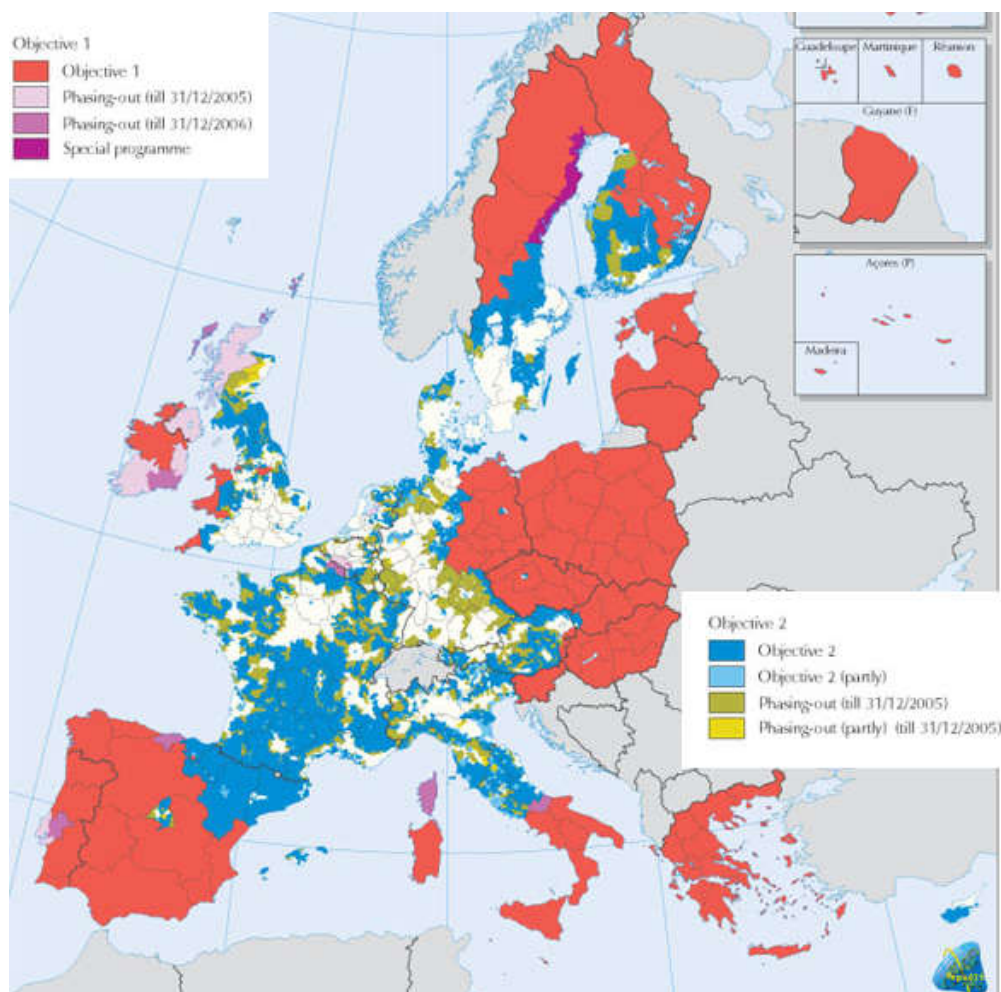 Objective 1
Objective 1
Phasing-out (till 31/12/2005)
Phasing-out (till 31/12/2006)
Special programme
Guadeloupe
Martinique
Réunion
Guyane (F)
Açores (P)
Madeira
Objective 2
Objective 2
Objective 2 (partly)
Phasing-out (till 31/12/2005)
Phasing-out (partly) (till 31/12/2005)